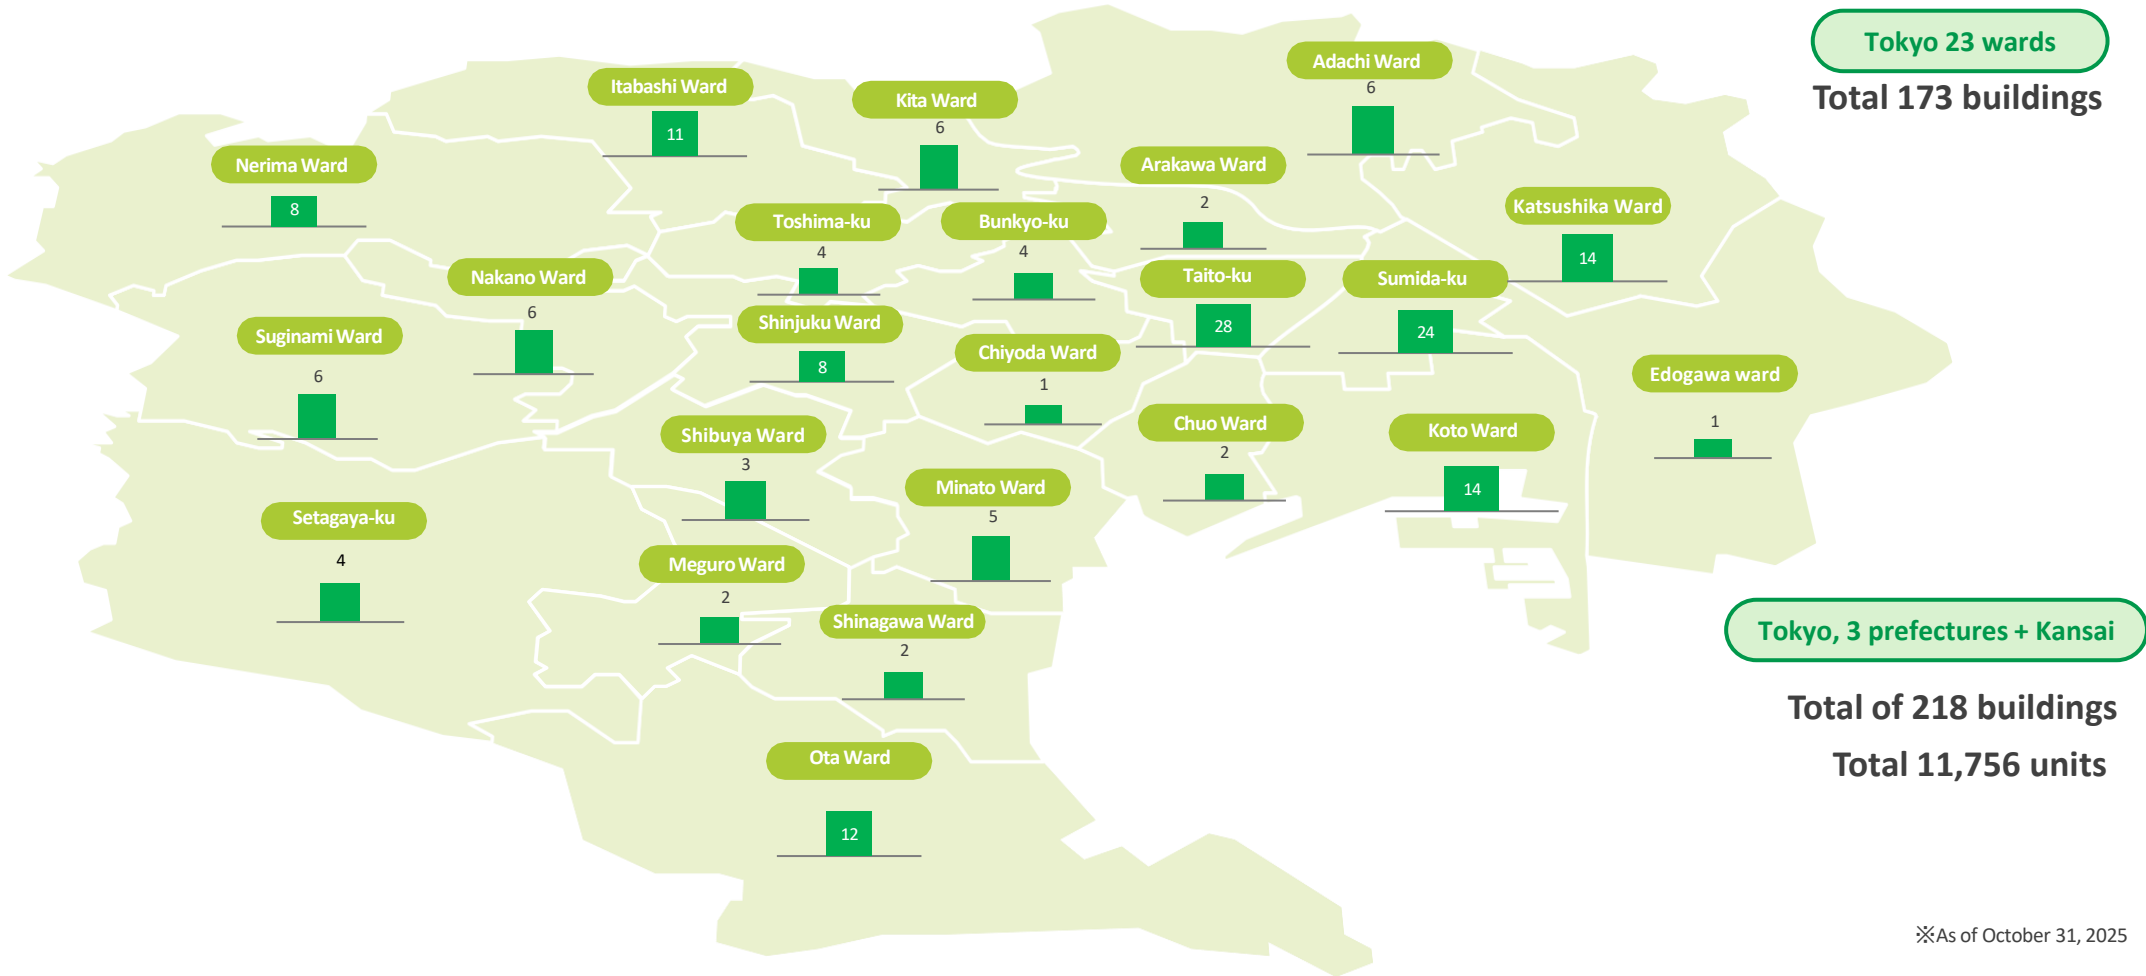 Tokyo 23 wards
Total 173 buildings
Adachi Ward
6
Itabashi Ward
11
Kita Ward
6
Nerima Ward
8
Arakawa Ward
2
Katsushika Ward
14
Toshima-ku
4
Bunkyo-ku
4
Nakano Ward
6
Taito-ku
28
Sumida-ku
24
Suginami Ward
6
Shinjuku Ward
8
Chiyoda Ward
1
Edogawa ward
1
Shibuya Ward
3
Chuo Ward
2
Koto Ward
14
Minato Ward
5
Setagaya-ku
4
Meguro Ward
2
Shinagawa Ward
2
Ota Ward
12
Tokyo, 3 prefectures + Kansai
Total of 218 buildings
Total 11,756 units
※As of October 31, 2025